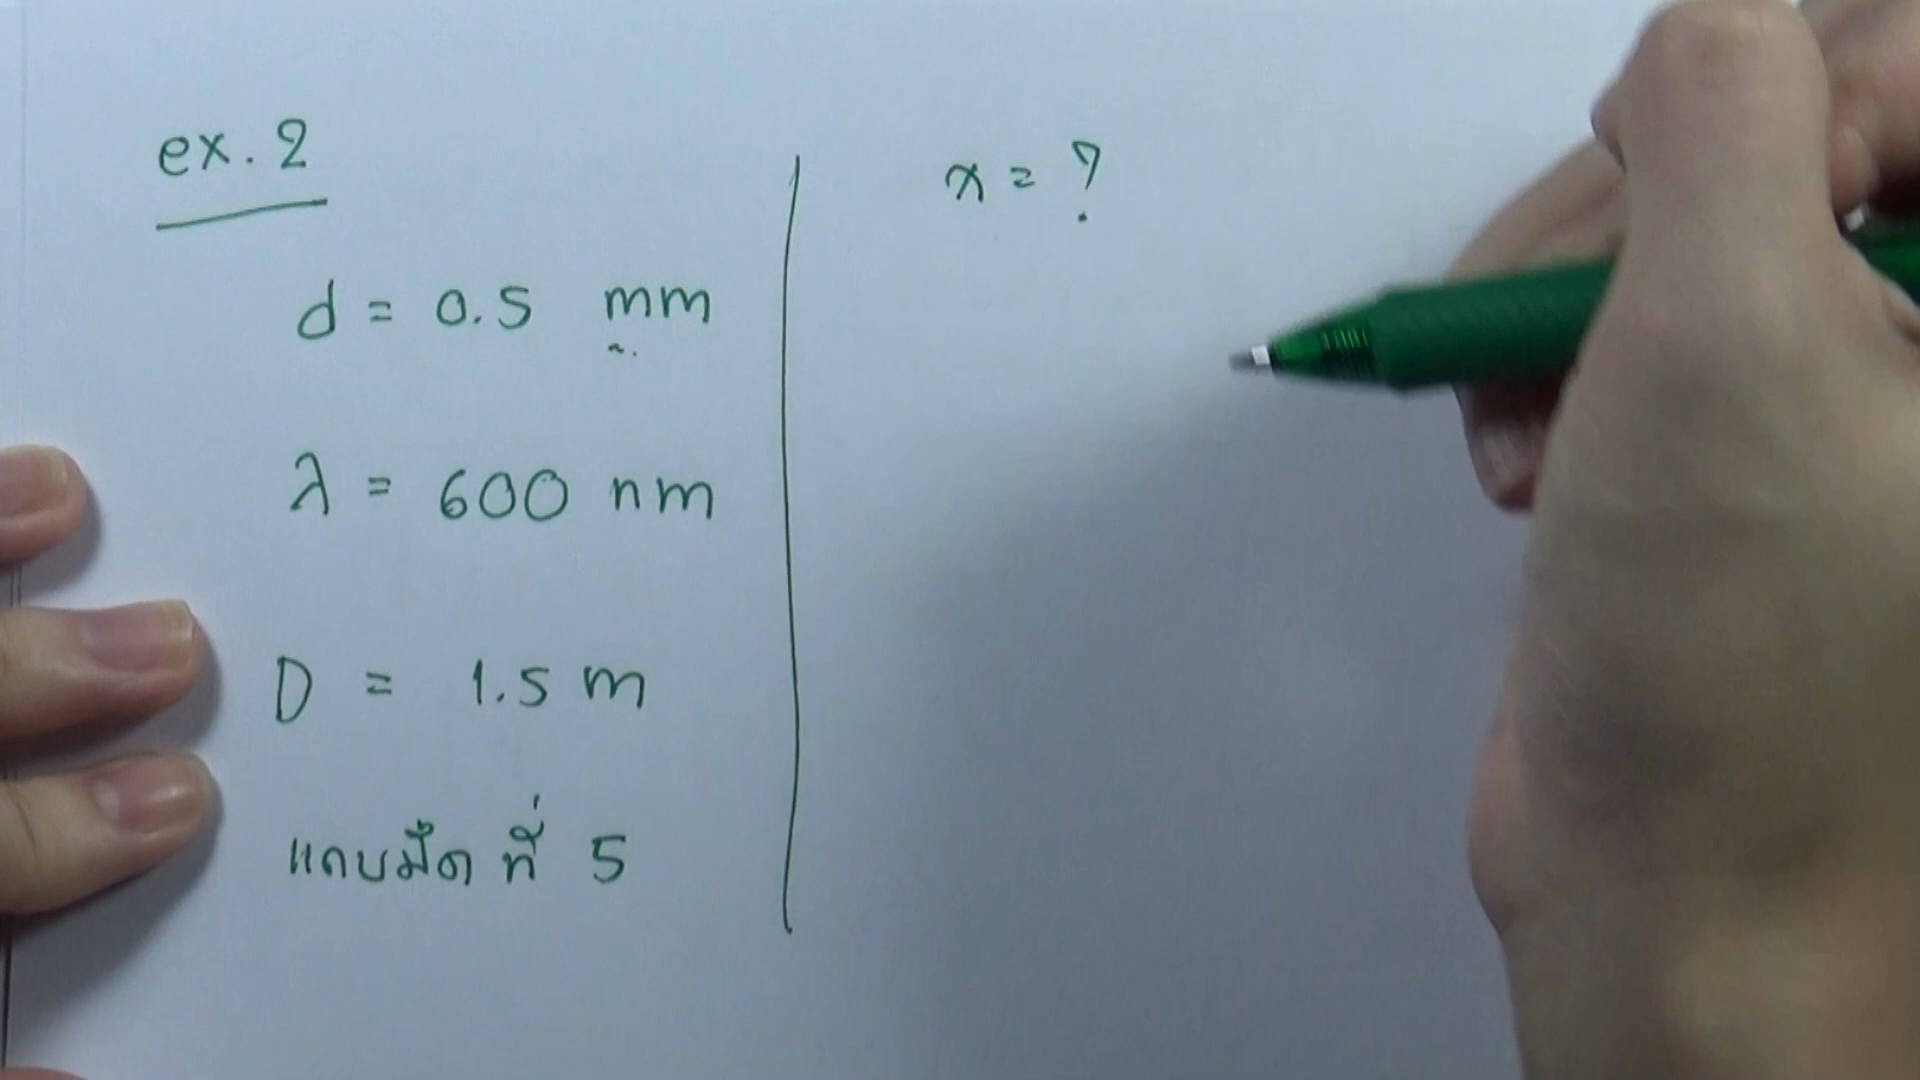 ex. 2
d = 0.5 mm
λ = 600 nm
D = 1.5 m
แถบมืด ที่ 5
x = ?